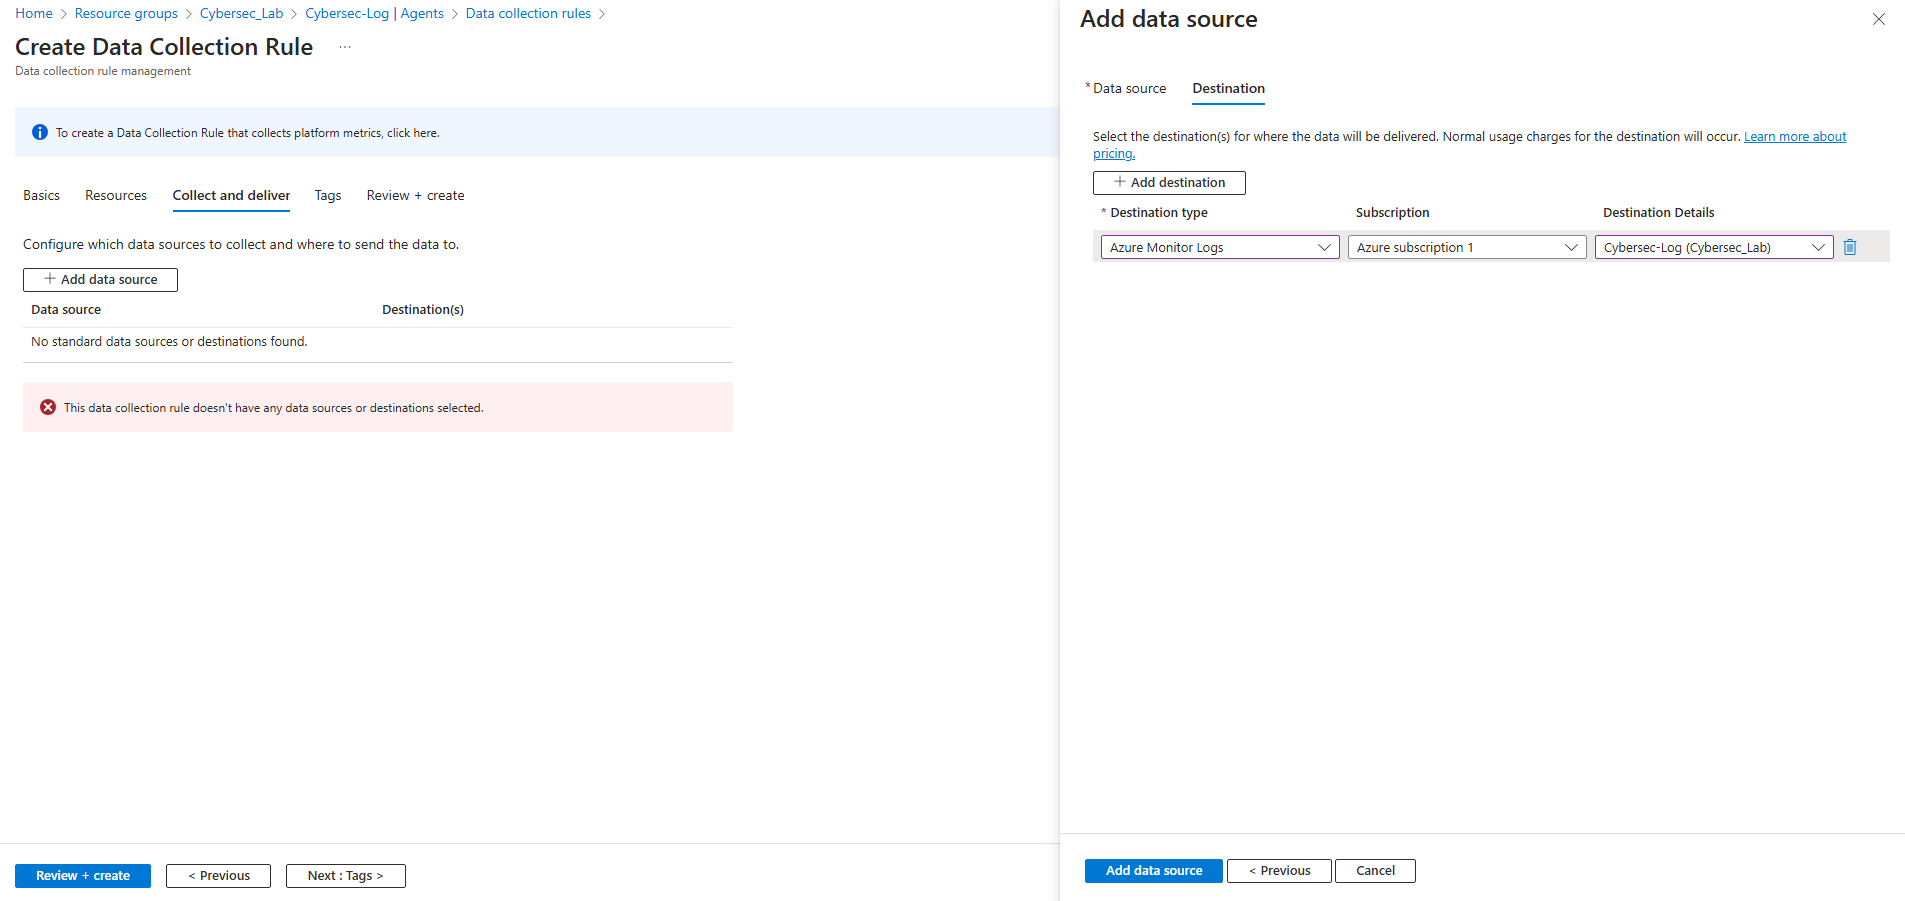 Home > Resource groups > Cybersec_Lab > Cybersec-Log | Agents > Data collection rules >
Create Data Collection Rule ...
Data collection rule management
To create a Data Collection Rule that collects platform metrics, click here.
Basics Resources Collect and deliver Tags Review + create
Configure which data sources to collect and where to send the data to.
+ Add data source
Data source Destination(s)
No standard data sources or destinations found.
This data collection rule doesn't have any data sources or destinations selected.
Review + create < Previous Next : Tags >
Add data source
* Data source Destination
Select the destination(s) for where the data will be delivered. Normal usage charges for the destination will occur. Learn more about
pricing.
+ Add destination
* Destination type Subscription Destination Details
Azure Monitor Logs Azure subscription 1 Cybersec-Log (Cybersec_Lab)
Add data source < Previous Cancel